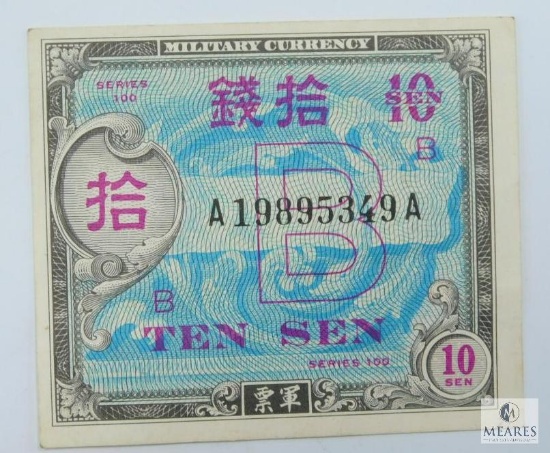 MILITARY CURRENCY
SERIES
100
錢拾
10
SEN
B
拾
A19895349A
B
B
TEN SEN
SERIES 100
10
SEN
票軍
M
MEARES